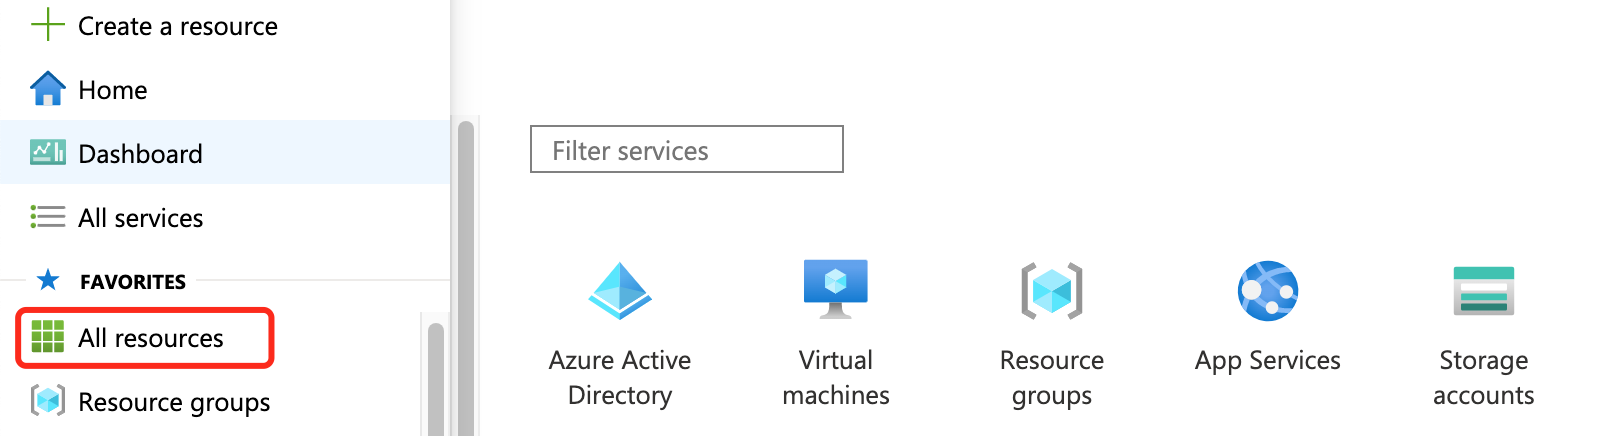 Create a resource
Home
Dashboard
All services
FAVORITES
All resources
Resource groups
Filter services
Azure Active
Directory
Virtual
machines
Resource
groups
App Services
Storage
accounts